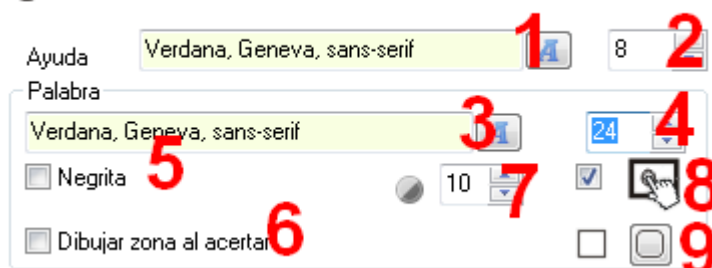 Ayuda Verdana, Geneva, sans-serif 1 A 8 2
Palabra
Verdana, Geneva, sans-serif 3 A 24 4
Negrita 5 10 7 8
Dibujar zona al acertar 6 9